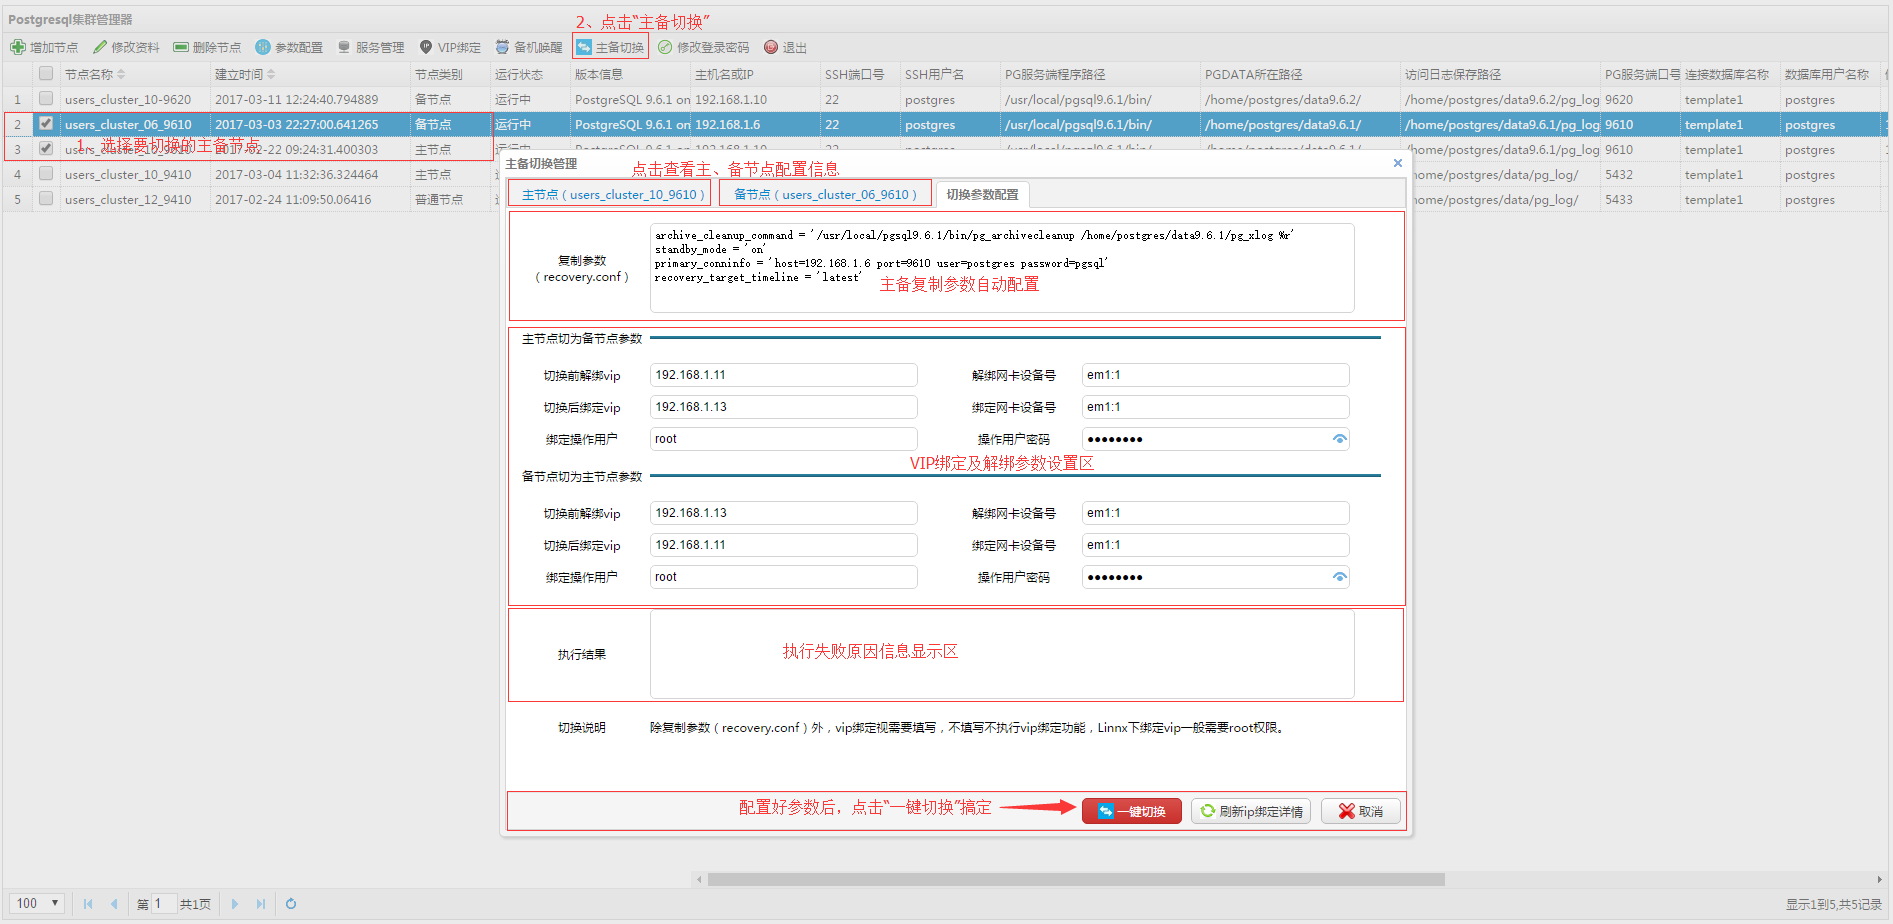 Postgresql集群管理器
2、点击“主备切换”
增加节点 修改资料 删除节点 参数配置 服务管理 VIP绑定 备机唤醒 主备切换 修改登录密码 退出
节点名称 建立时间 节点类别 运行状态 版本信息 主机名或IP SSH端口号 SSH用户名 PG服务端程序路径 PGDATA所在路径 访问日志保存路径 PG服务端口号 连接数据库名称 数据库用户名称
1 users_cluster_10-9620 2017-03-11 12:24:40.794889 备节点 运行中 PostgreSQL 9.6.1 on 192.168.1.10 22 postgres /usr/local/pgsql9.6.1/bin/ /home/postgres/data9.6.2/ /home/postgres/data9.6.2/pg_log 9620 template1 postgres
2 users_cluster_06_9610 2017-03-03 22:27:00.641265 备节点 运行中 PostgreSQL 9.6.1 on 192.168.1.6 22 postgres /usr/local/pgsql9.6.1/bin/ /home/postgres/data9.6.1/ /home/postgres/data9.6.1/pg_log 9610 template1 postgres
1、选择要切换的主备节点
3 users_cluster_10_9610 2017-02-22 09:24:31.400303 主节点 home/postgres/data9.6.1/pg_log 9610 template1 postgres
4 users_cluster_10_9410 2017-03-04 11:32:36.324464 主节点 home/postgres/data/pg_log/ 5432 template1 postgres
5 users_cluster_12_9410 2017-02-24 11:09:50.06416 普通节点 home/postgres/data/pg_log/ 5433 template1 postgres
主备切换管理
点击查看主、备节点配置信息
主节点（users_cluster_10_9610） 备节点（users_cluster_06_9610） 切换参数配置
复制参数
（recovery.conf）
archive_cleanup_command = '/usr/local/pgsql9.6.1/bin/pg_archivecleanup /home/postgres/data9.6.1/pg_xlog %r'
standby_mode = 'on'
primary_conninfo = 'host=192.168.1.6 port=9610 user=postgres password=pgsql'
recovery_target_timeline = 'latest'
主备复制参数自动配置
主节点切为备节点参数
切换前解绑vip 192.168.1.11 解绑网卡设备号 em1:1
切换后绑定vip 192.168.1.13 绑定网卡设备号 em1:1
绑定操作用户 root 操作用户密码 ●●●●●●●●
VIP绑定及解绑参数设置区
备节点切为主节点参数
切换前解绑vip 192.168.1.13 解绑网卡设备号 em1:1
切换后绑定vip 192.168.1.11 绑定网卡设备号 em1:1
绑定操作用户 root 操作用户密码 ●●●●●●●●
执行结果
执行失败原因信息显示区
切换说明 除复制参数（recovery.conf）外，vip绑定视需要填写，不填写不执行vip绑定功能，Linnx下绑定vip一般需要root权限。
配置好参数后，点击“一键切换”搞定
一键切换 刷新ip绑定详情 取消
100 第 1 共1页
显示1到5,共5记录